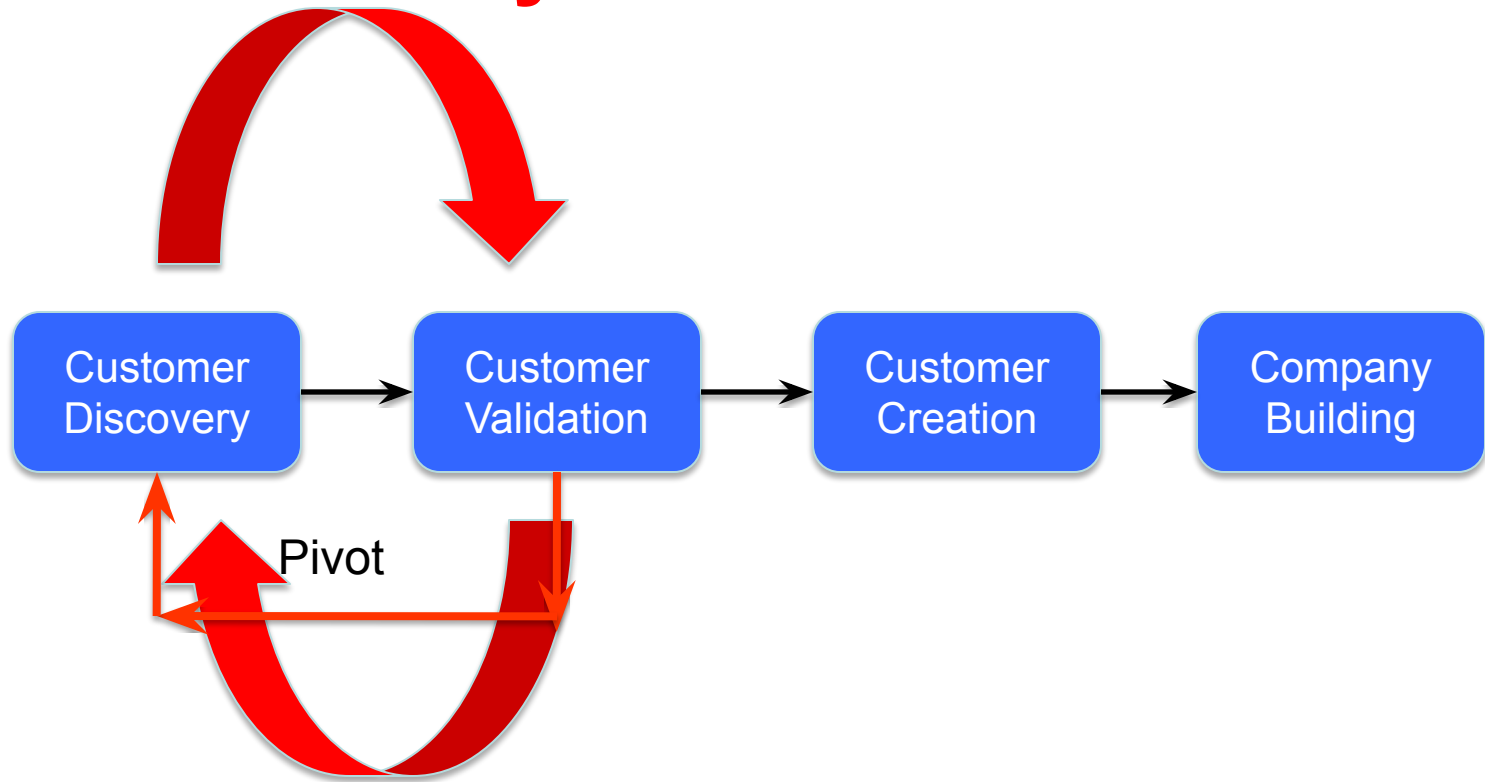 Customer
Discovery
Customer
Validation
Customer
Creation
Company
Building
Pivot